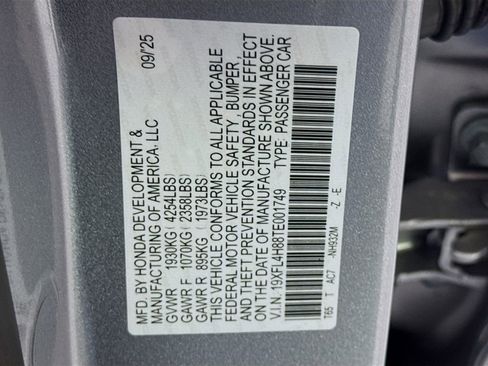 MFD. BY HONDA DEVELOPMENT & 09/25
MANUFACTURING OF AMERICA, LLC
GVWR 1930KG (4254LBS)
GAWR F 1070KG (2358LBS)
GAWR R 895KG (1973LBS)
THIS VEHICLE CONFORMS TO ALL APPLICABLE
FEDERAL MOTOR VEHICLE SAFETY, BUMPER,
AND THEFT PREVENTION STANDARDS IN EFFECT
ON THE DATE OF MANUFACTURE SHOWN ABOVE.
V.I.N. 19XFL4H88TE001749 TYPE: PASSENGER CAR
T65 T AC7 -NH932M -Z -E